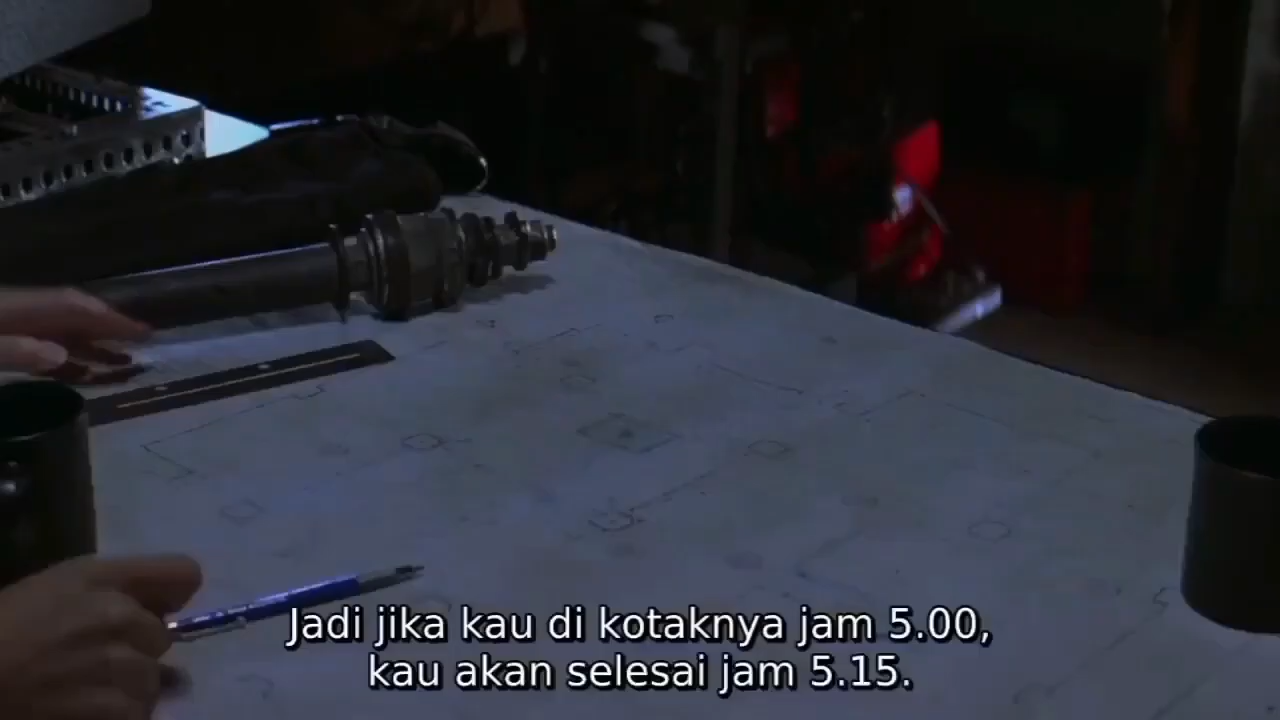 Jadi jika kau di kotaknya jam 5.00,
kau akan selesai jam 5.15.